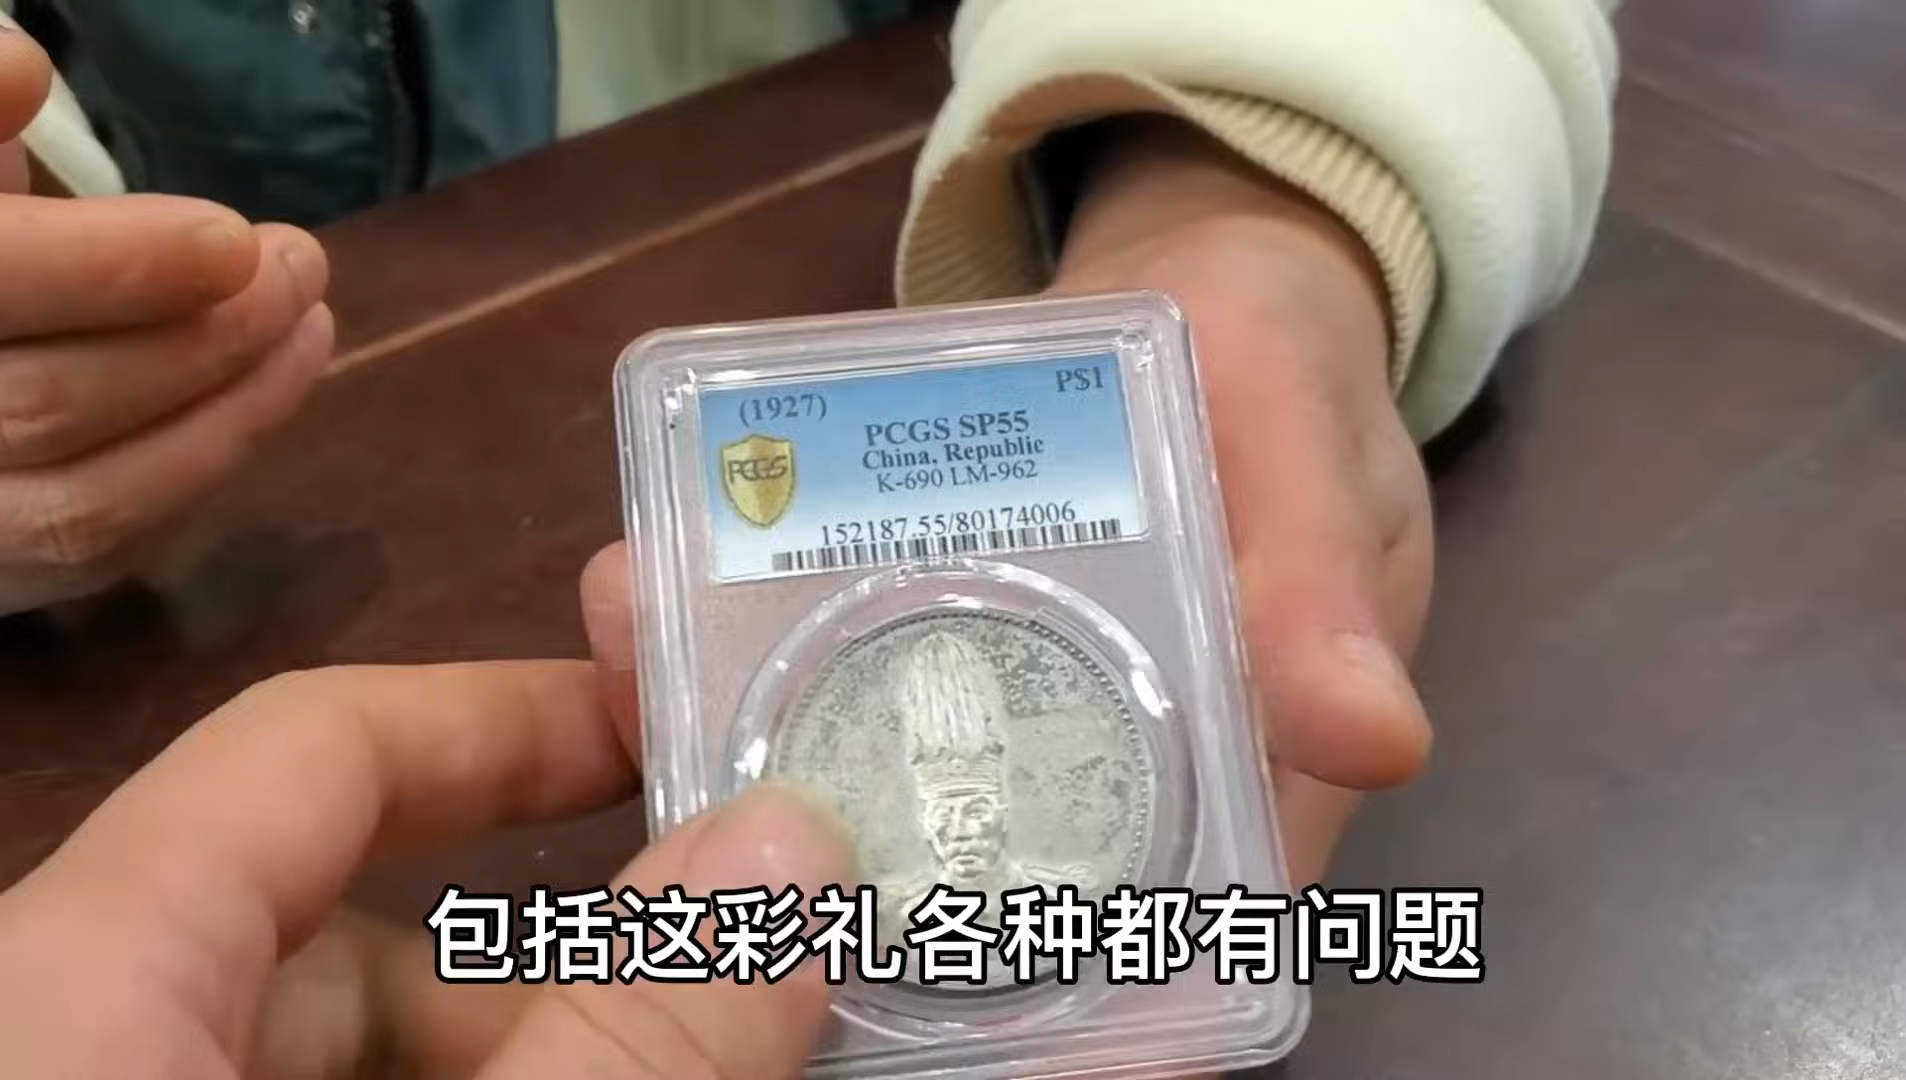 (1927) P$1
PCGS SP55
China, Republic
K-690 LM-962
PCGS
152187.55/80174006
包括这彩礼各种都有问题